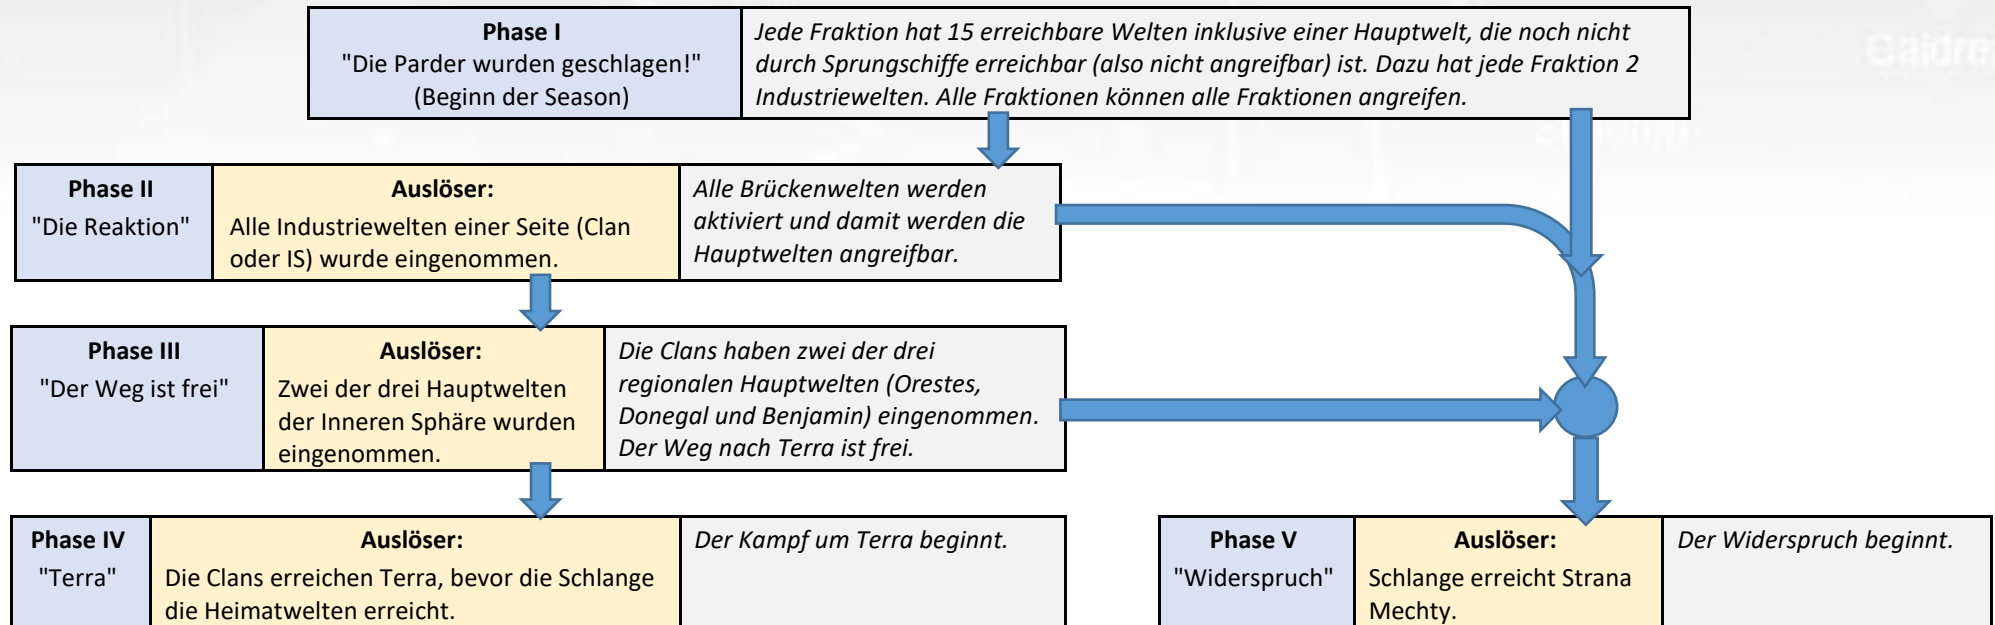 Phase I
"Die Parder wurden geschlagen!"
(Beginn der Season)
Jede Fraktion hat 15 erreichbare Welten inklusive einer Hauptwelt, die noch nicht
durch Sprungschiffe erreichbar (also nicht angreifbar) ist. Dazu hat jede Fraktion 2
Industriewelten. Alle Fraktionen können alle Fraktionen angreifen.
Phase II
"Die Reaktion"
Auslöser:
Alle Industriewelten einer Seite (Clan
oder IS) wurde eingenommen.
Alle Brückenwelten werden
aktiviert und damit werden die
Hauptwelten angreifbar.
Phase III
"Der Weg ist frei"
Auslöser:
Zwei der drei Hauptwelten
der Inneren Sphäre wurden
eingenommen.
Die Clans haben zwei der drei
regionalen Hauptwelten (Orestes,
Donegal und Benjamin) eingenommen.
Der Weg nach Terra ist frei.
Phase IV
"Terra"
Auslöser:
Die Clans erreichen Terra, bevor die Schlange
die Heimatwelten erreicht.
Der Kampf um Terra beginnt.
Phase V
"Widerspruch"
Auslöser:
Schlange erreicht Strana
Mechty.
Der Widerspruch beginnt.